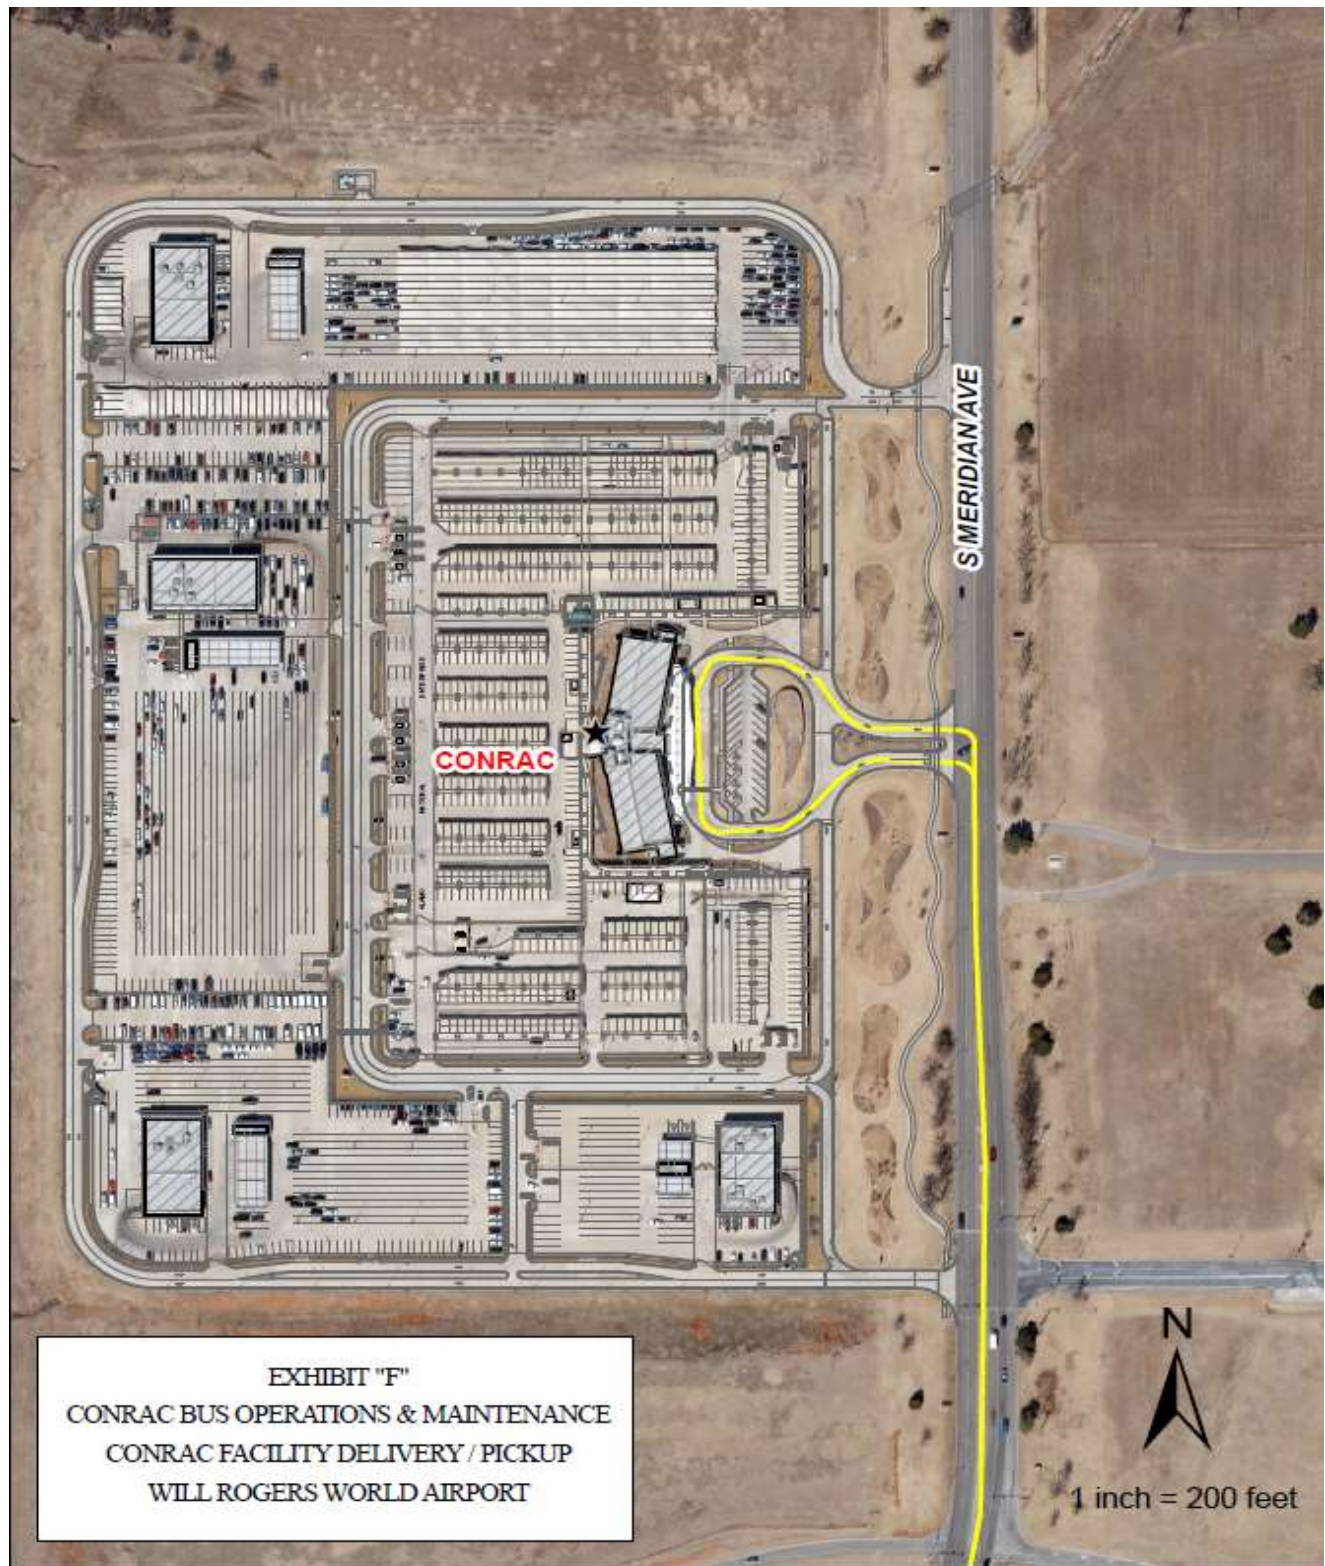 S MERIDIAN AVE
CONRAC
N
1 inch = 200 feet
EXHIBIT "F"
CONRAC BUS OPERATIONS & MAINTENANCE
CONRAC FACILITY DELIVERY / PICKUP
WILL ROGERS WORLD AIRPORT